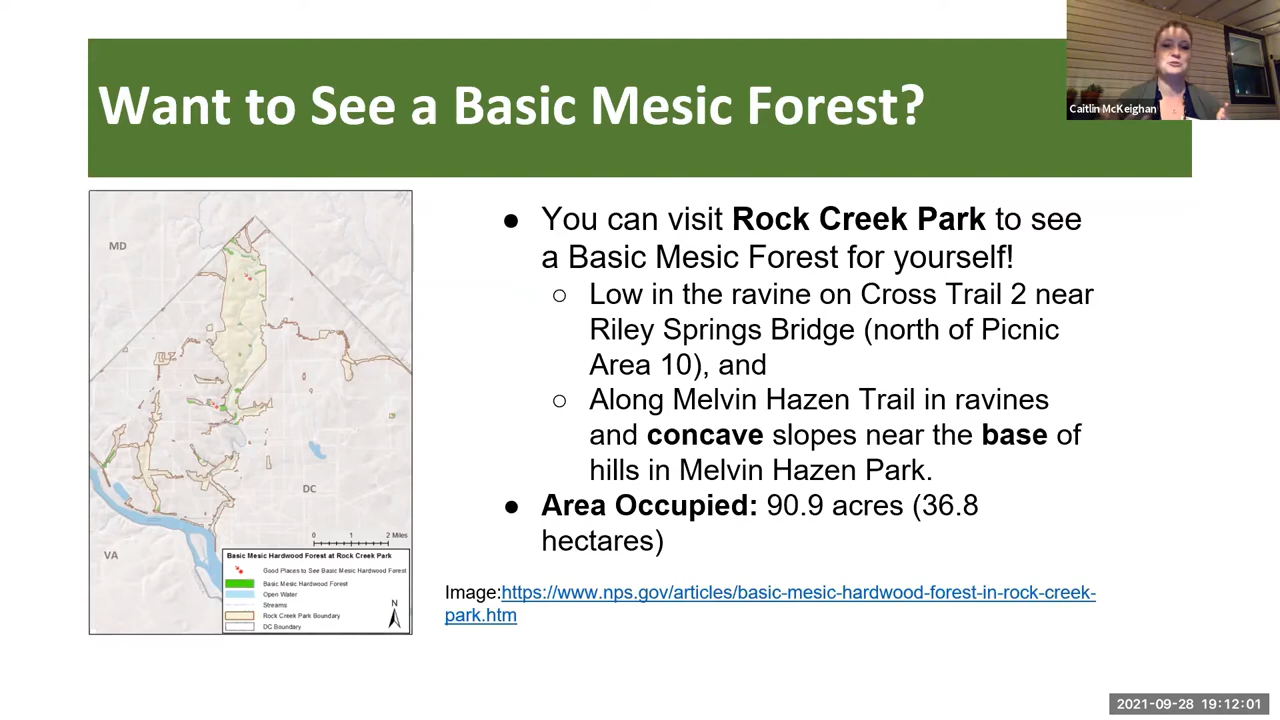 Want to See a Basic Mesic Forest?
Caitlin McKeighan
MD
DC
VA
0 1 2 Miles
Basic Mesic Hardwood Forest at Rock Creek Park
Good Places to See Basic Mesic Hardwood Forest
Basic Mesic Hardwood Forest
Open Water
Streams
Rock Creek Park Boundary
DC Boundary
N
● You can visit Rock Creek Park to see
a Basic Mesic Forest for yourself!
○ Low in the ravine on Cross Trail 2 near
Riley Springs Bridge (north of Picnic
Area 10), and
○ Along Melvin Hazen Trail in ravines
and concave slopes near the base of
hills in Melvin Hazen Park.
● Area Occupied: 90.9 acres (36.8
hectares)
Image:https://www.nps.gov/articles/basic-mesic-hardwood-forest-in-rock-creek-
park.htm
2021-09-28 19:12:01